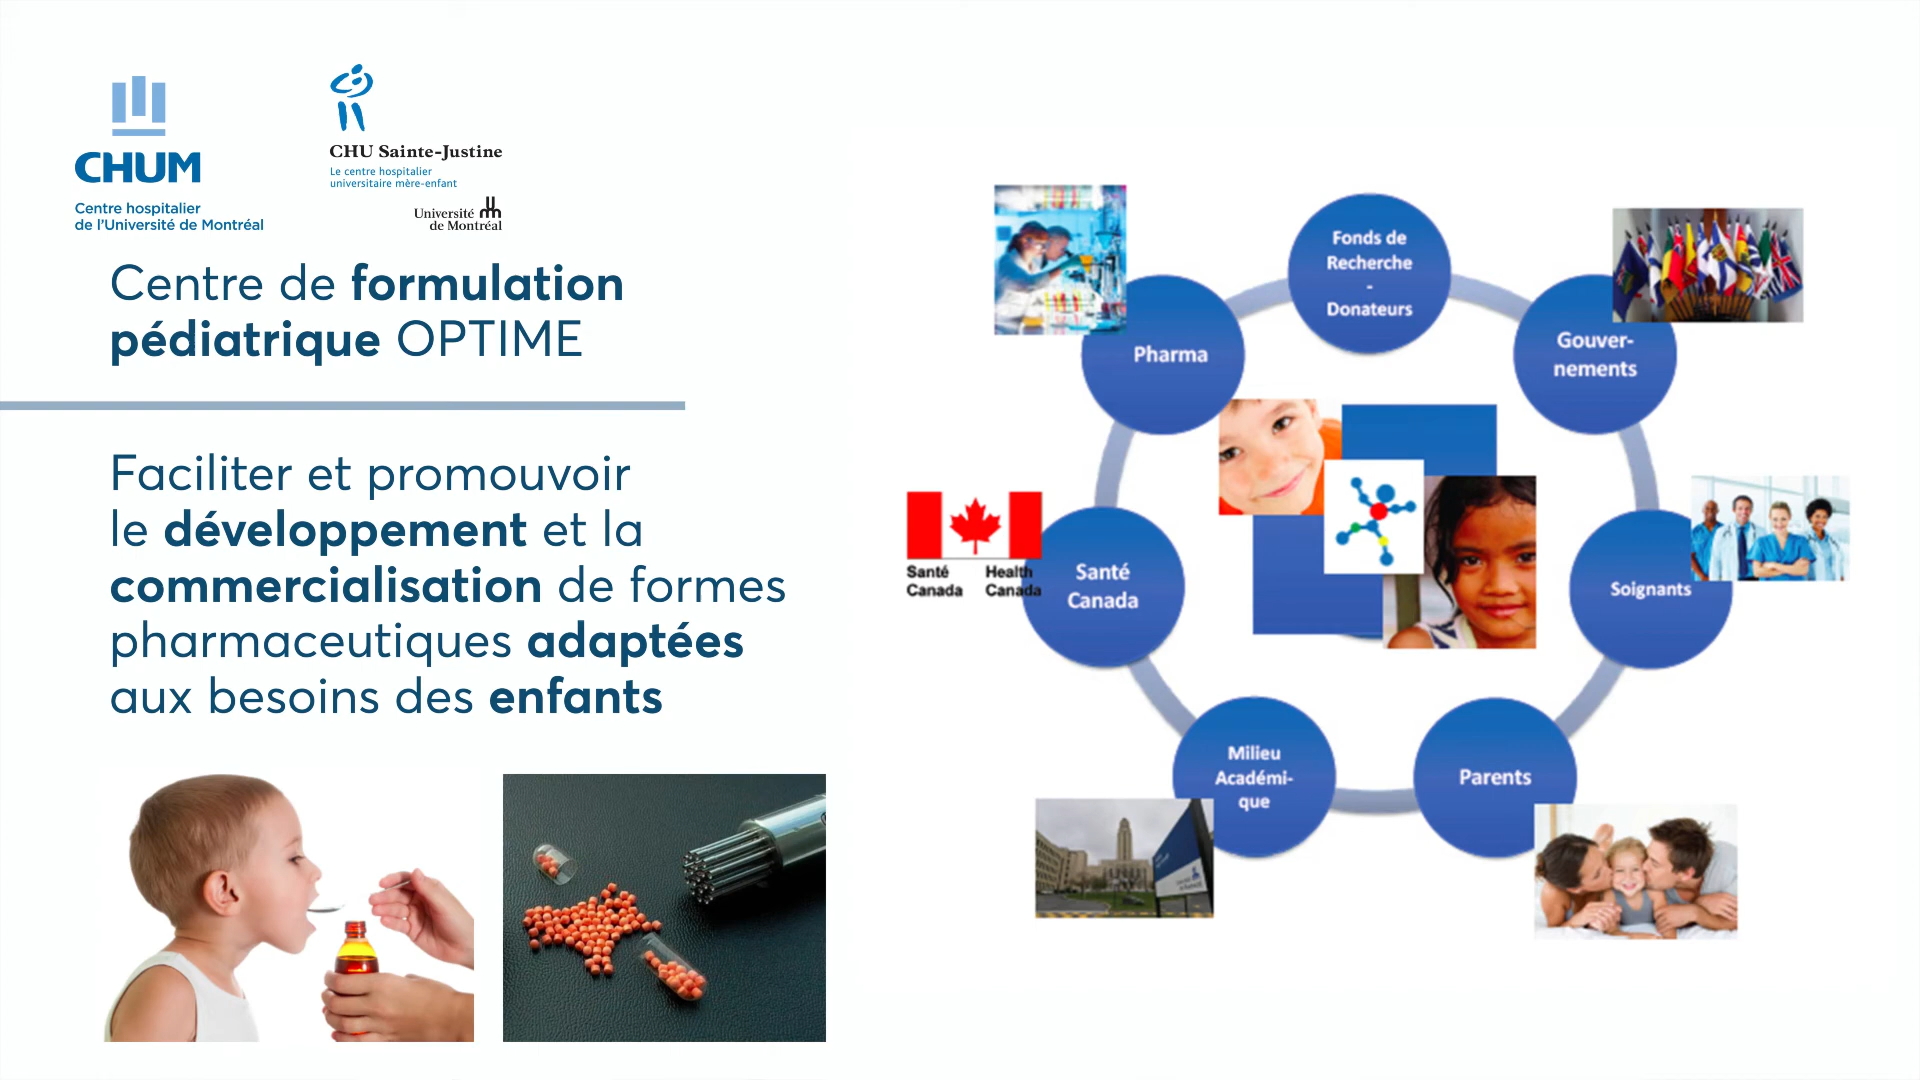 CHUM
Centre hospitalier
de l'Université de Montréal
CHU Sainte-Justine
Le centre hospitalier
universitaire mère-enfant
Université
de Montréal
Centre de formulation
pédiatrique OPTIME
Faciliter et promouvoir
le développement et la
commercialisation de formes
pharmaceutiques adaptées
aux besoins des enfants
Fonds de
Recherche
-
Donateurs
Gouver-
nements
Soignants
Parents
Milieu
Académi-
que
Santé
Canada
Santé Health
Canada Canada
Pharma